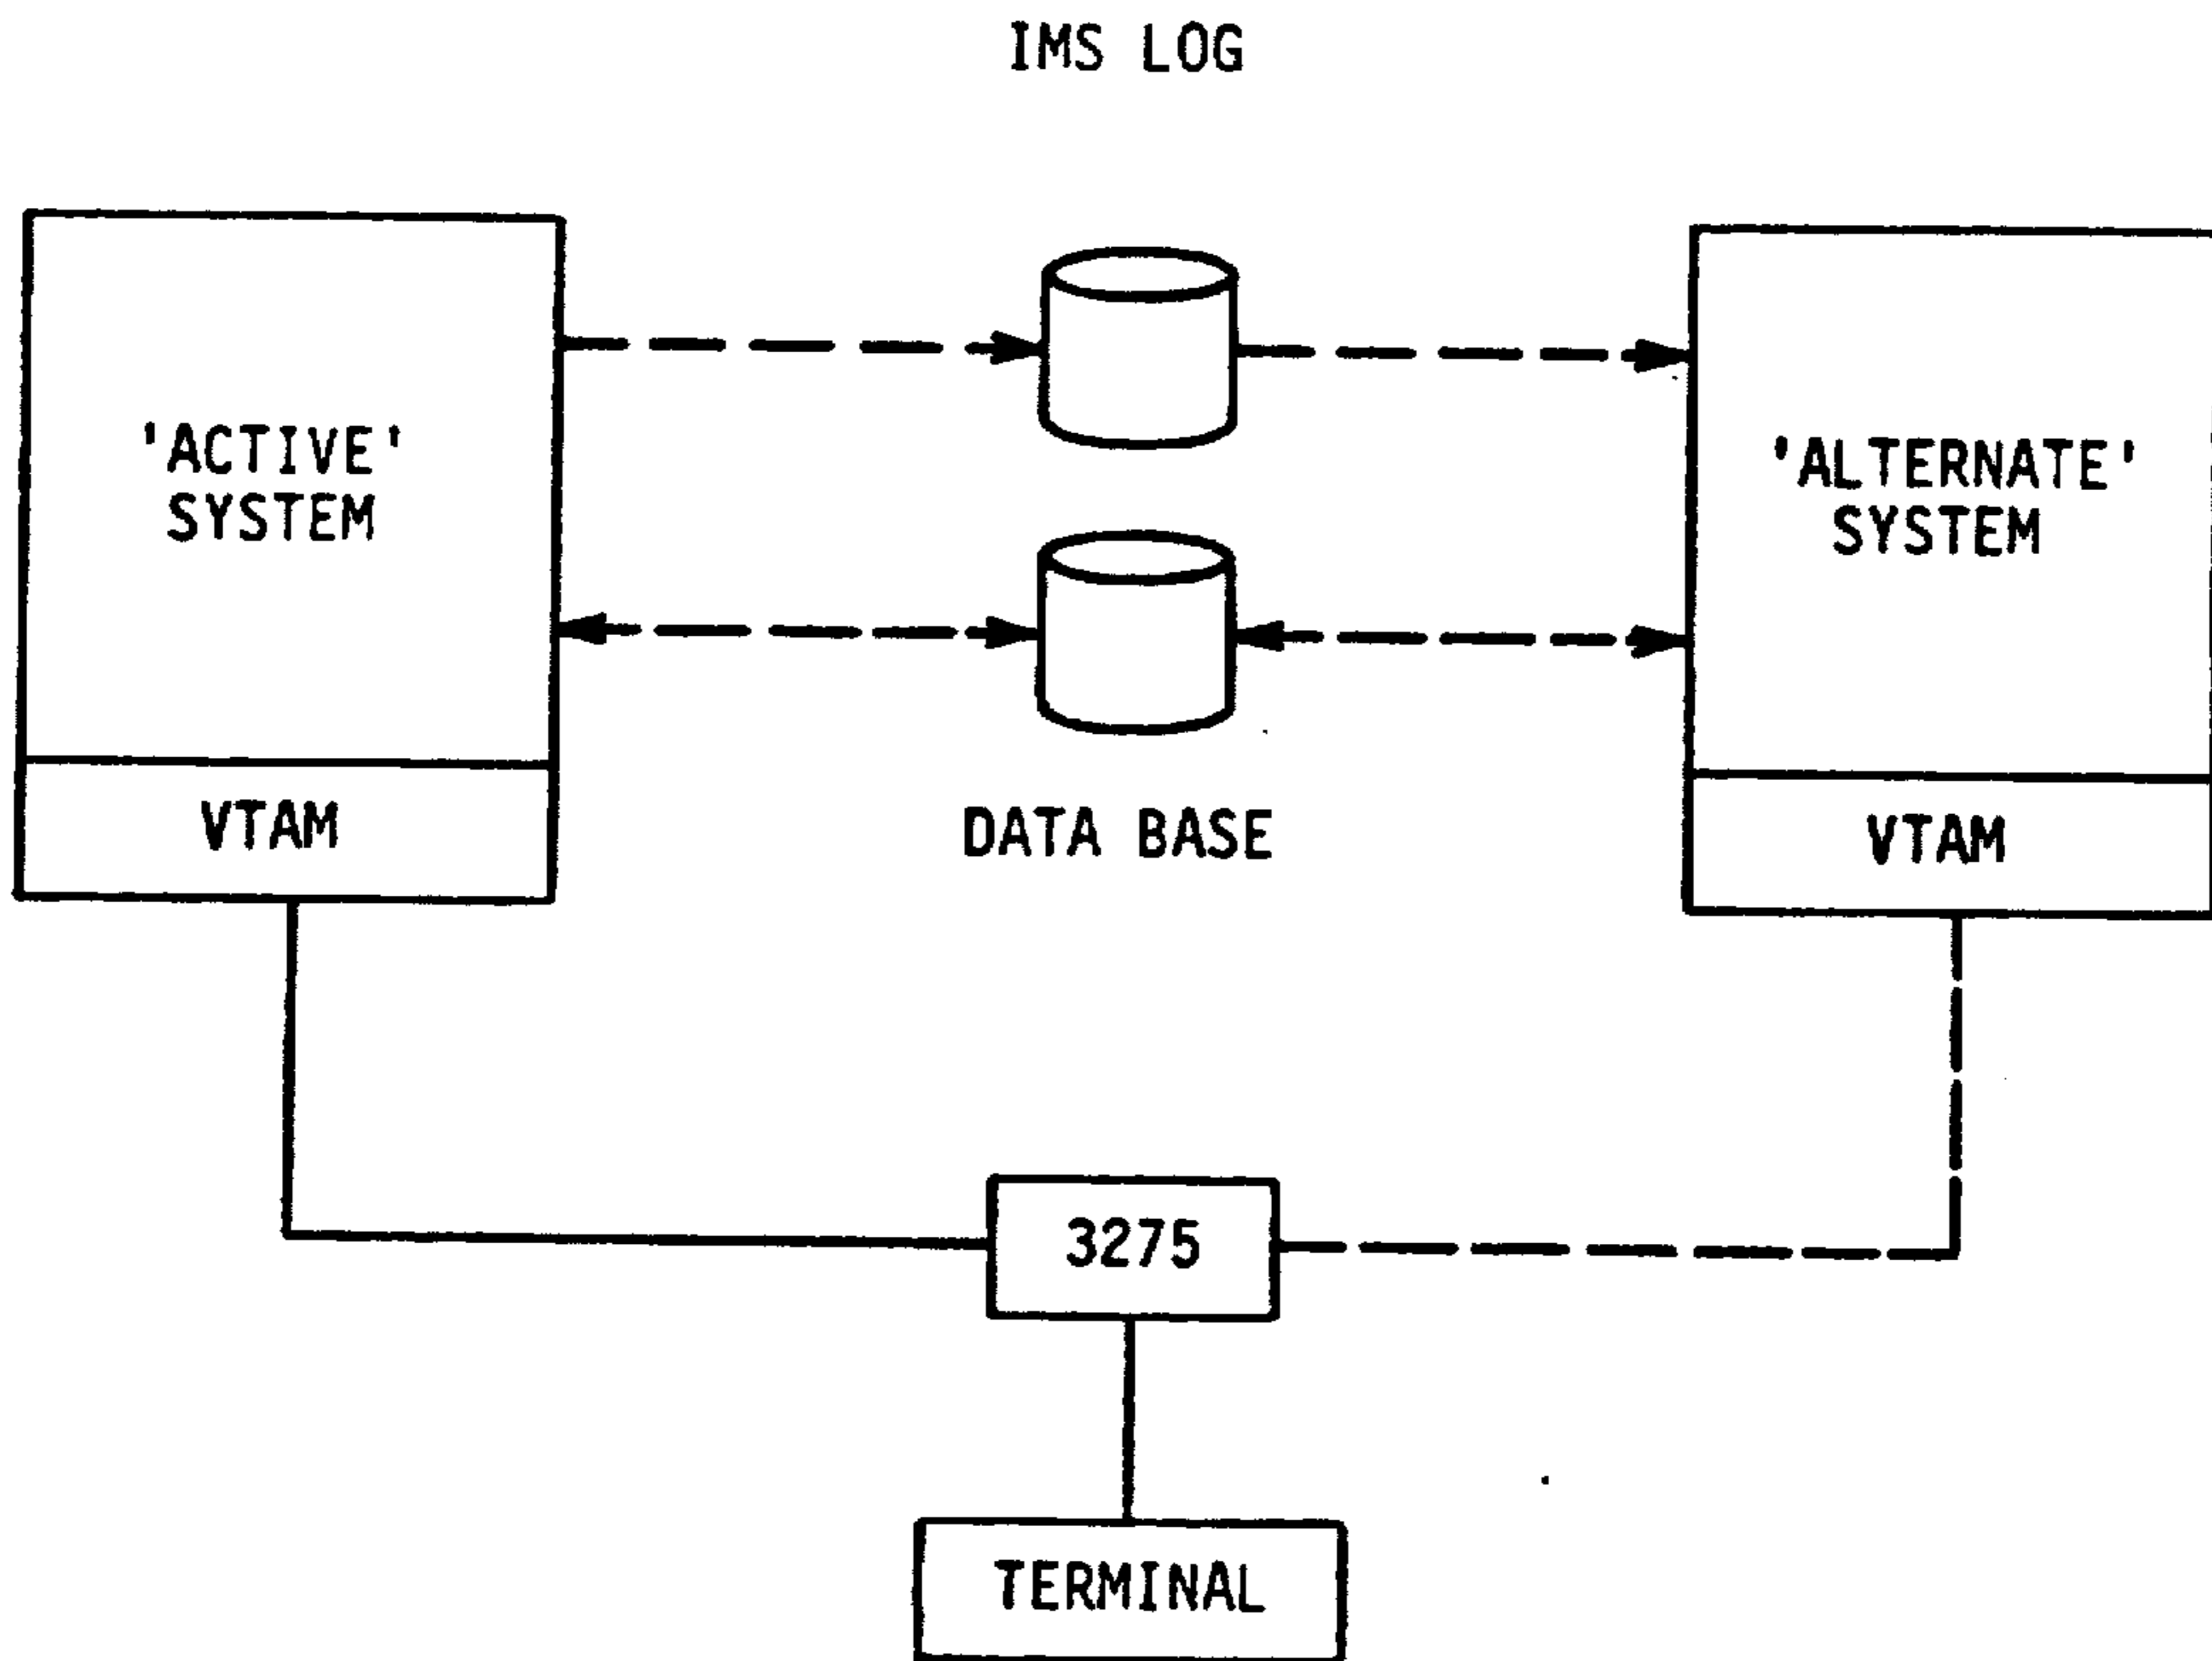 IMS LOG
'ACTIVE'
SYSTEM
'ALTERNATE'
SYSTEM
VTAM
DATA BASE
VTAM
3275
TERMINAL